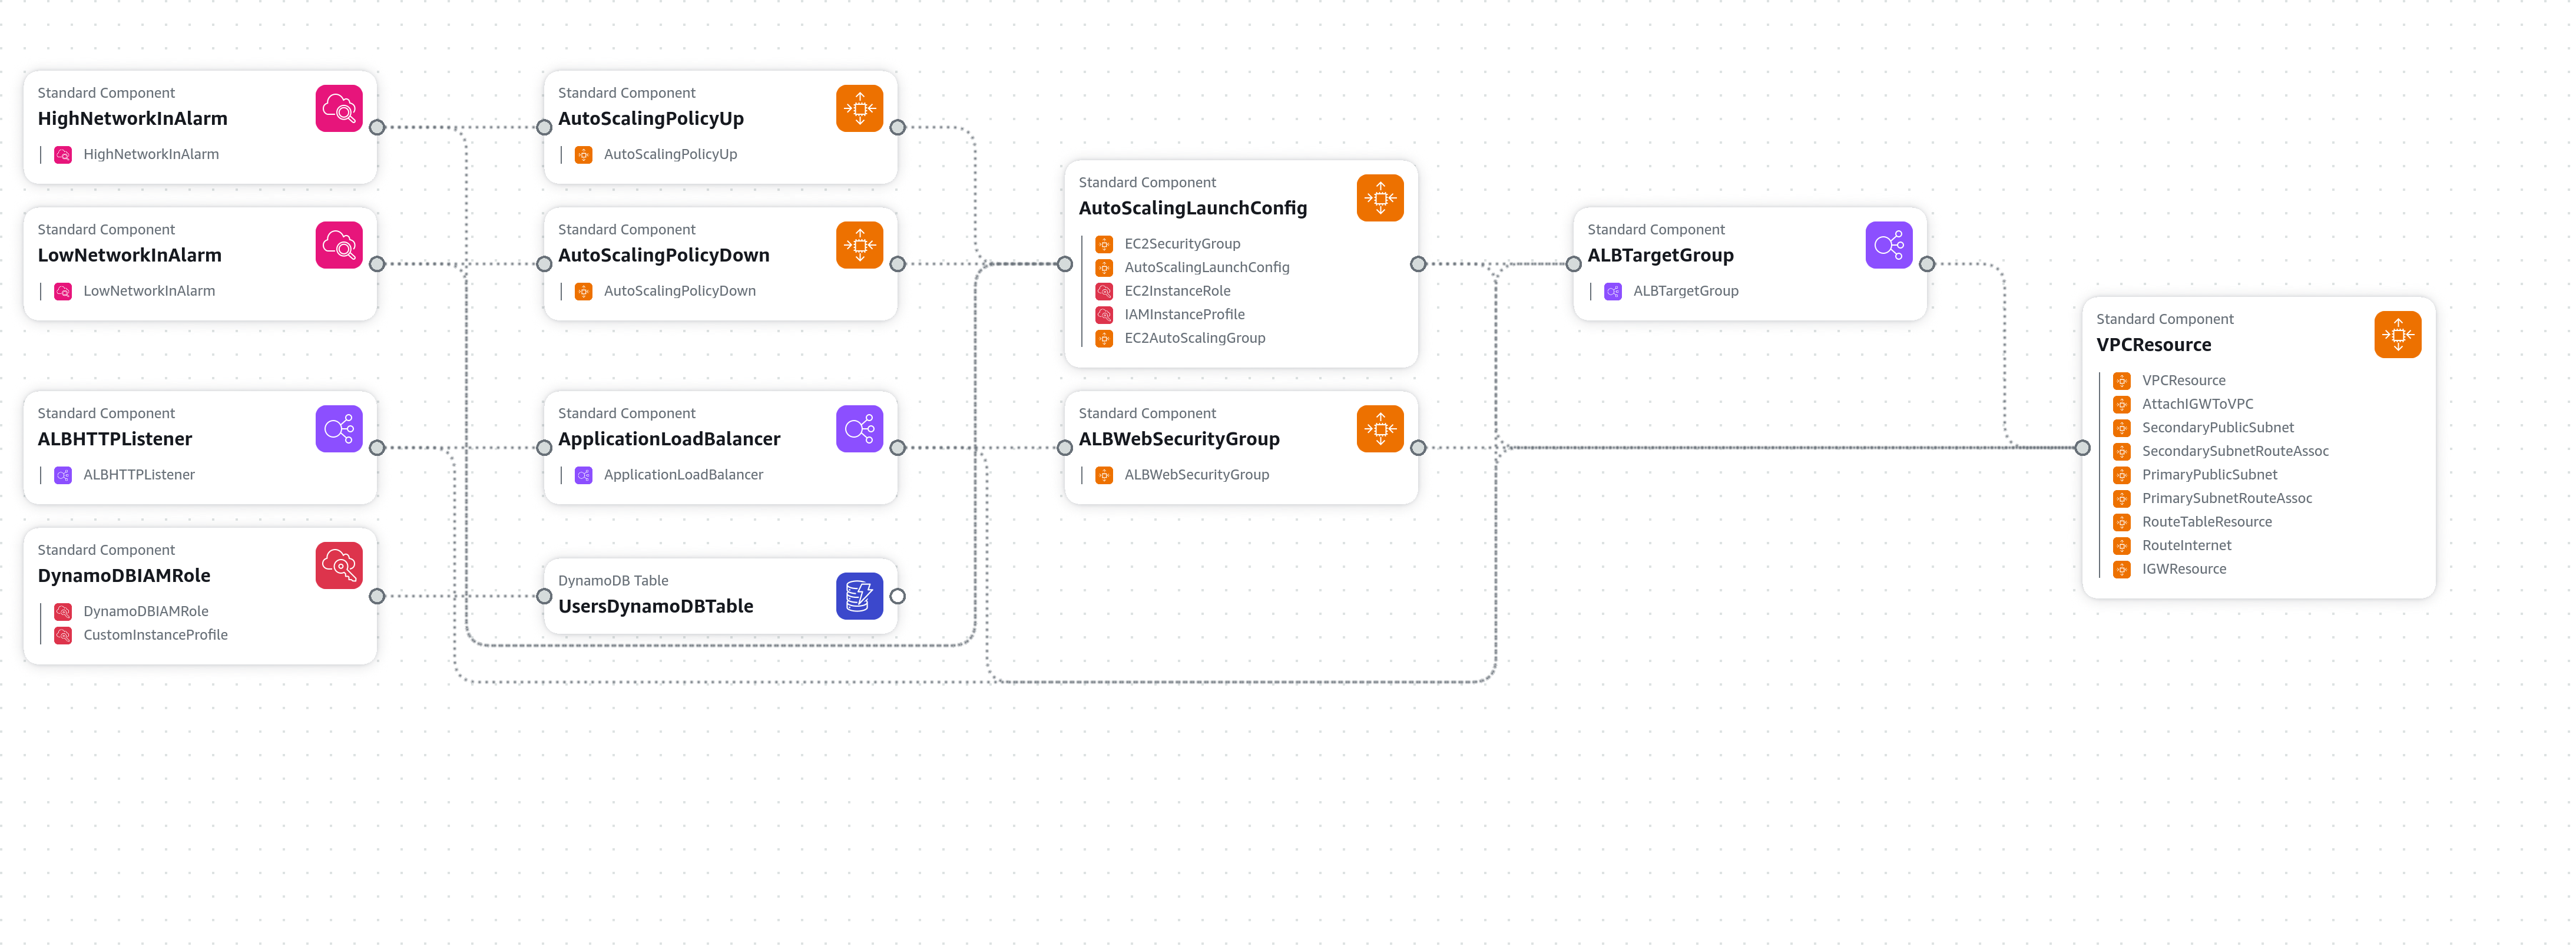 Standard Component
HighNetworkInAlarm
HighNetworkInAlarm
Standard Component
LowNetworkInAlarm
LowNetworkInAlarm
Standard Component
ALBHTTPListener
ALBHTTPListener
Standard Component
DynamoDBIAMRole
DynamoDBIAMRole
CustomInstanceProfile
Standard Component
AutoScalingPolicyUp
AutoScalingPolicyUp
Standard Component
AutoScalingPolicyDown
AutoScalingPolicyDown
Standard Component
ApplicationLoadBalancer
ApplicationLoadBalancer
DynamoDB Table
UsersDynamoDBTable
Standard Component
AutoScalingLaunchConfig
EC2SecurityGroup
AutoScalingLaunchConfig
EC2InstanceRole
IAMInstanceProfile
EC2AutoScalingGroup
Standard Component
ALBWebSecurityGroup
ALBWebSecurityGroup
Standard Component
ALBTargetGroup
ALBTargetGroup
Standard Component
VPCResource
VPCResource
AttachIGWToVPC
SecondaryPublicSubnet
SecondarySubnetRouteAssoc
PrimaryPublicSubnet
PrimarySubnetRouteAssoc
RouteTableResource
RouteInternet
IGWResource